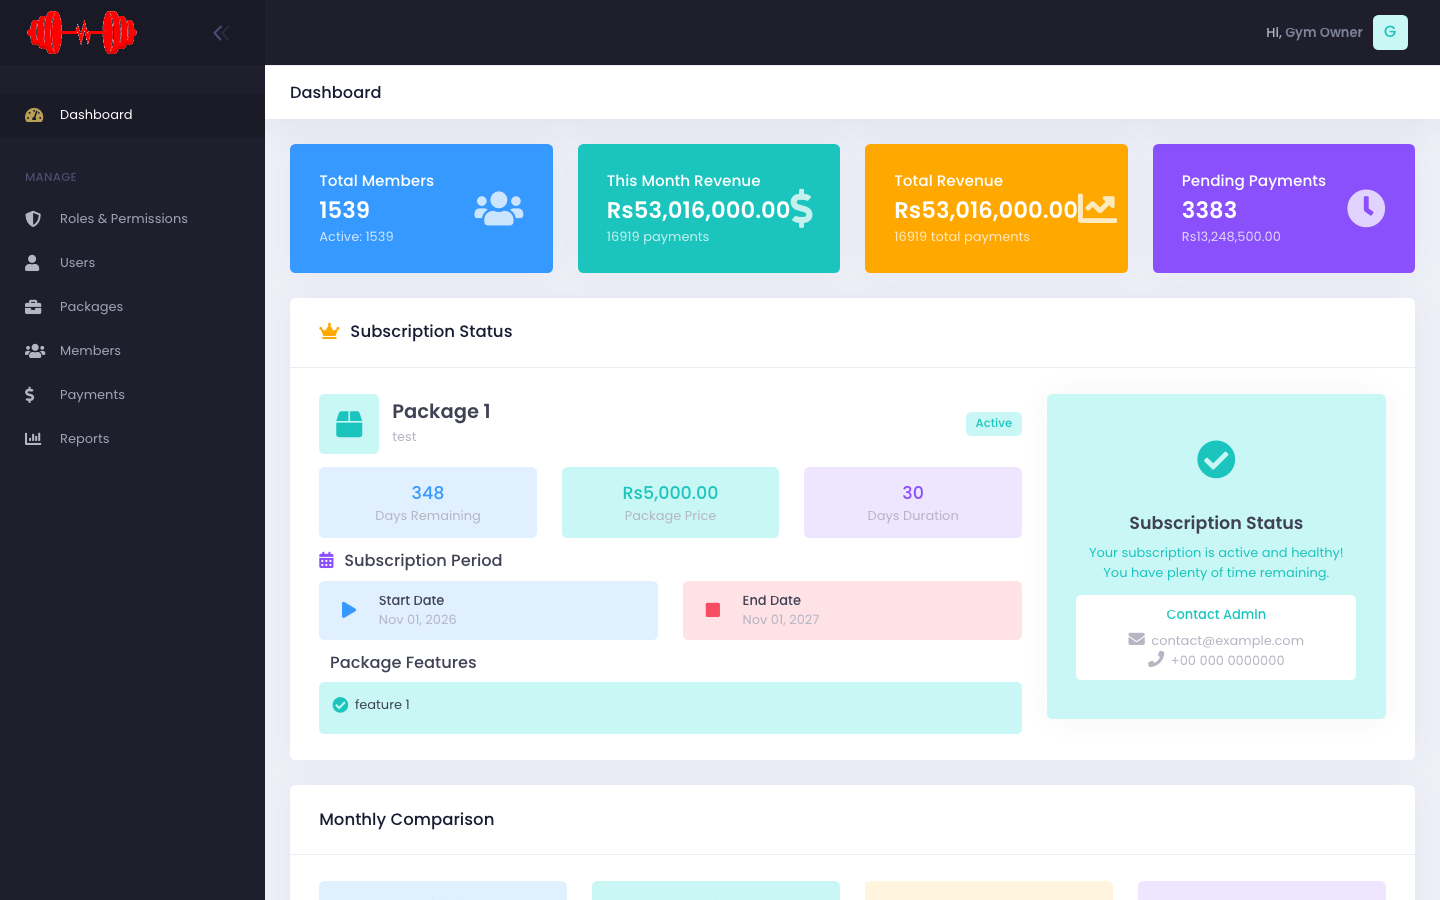 Hi, Gym Owner
G
Dashboard
MANAGE
Roles & Permissions
Users
Packages
Members
Payments
Reports
Dashboard
Total Members
1539
Active: 1539
This Month Revenue
Rs53,016,000.00
16919 payments
Total Revenue
Rs53,016,000.00
16919 total payments
Pending Payments
3383
Rs13,248,500.00
Subscription Status
Package 1
test
Active
348
Days Remaining
Rs5,000.00
Package Price
30
Days Duration
Subscription Period
Start Date
Nov 01, 2026
End Date
Nov 01, 2027
Package Features
feature 1
Subscription Status
Your subscription is active and healthy!
You have plenty of time remaining.
Contact Admin
contact@example.com
+00 000 0000000
Monthly Comparison